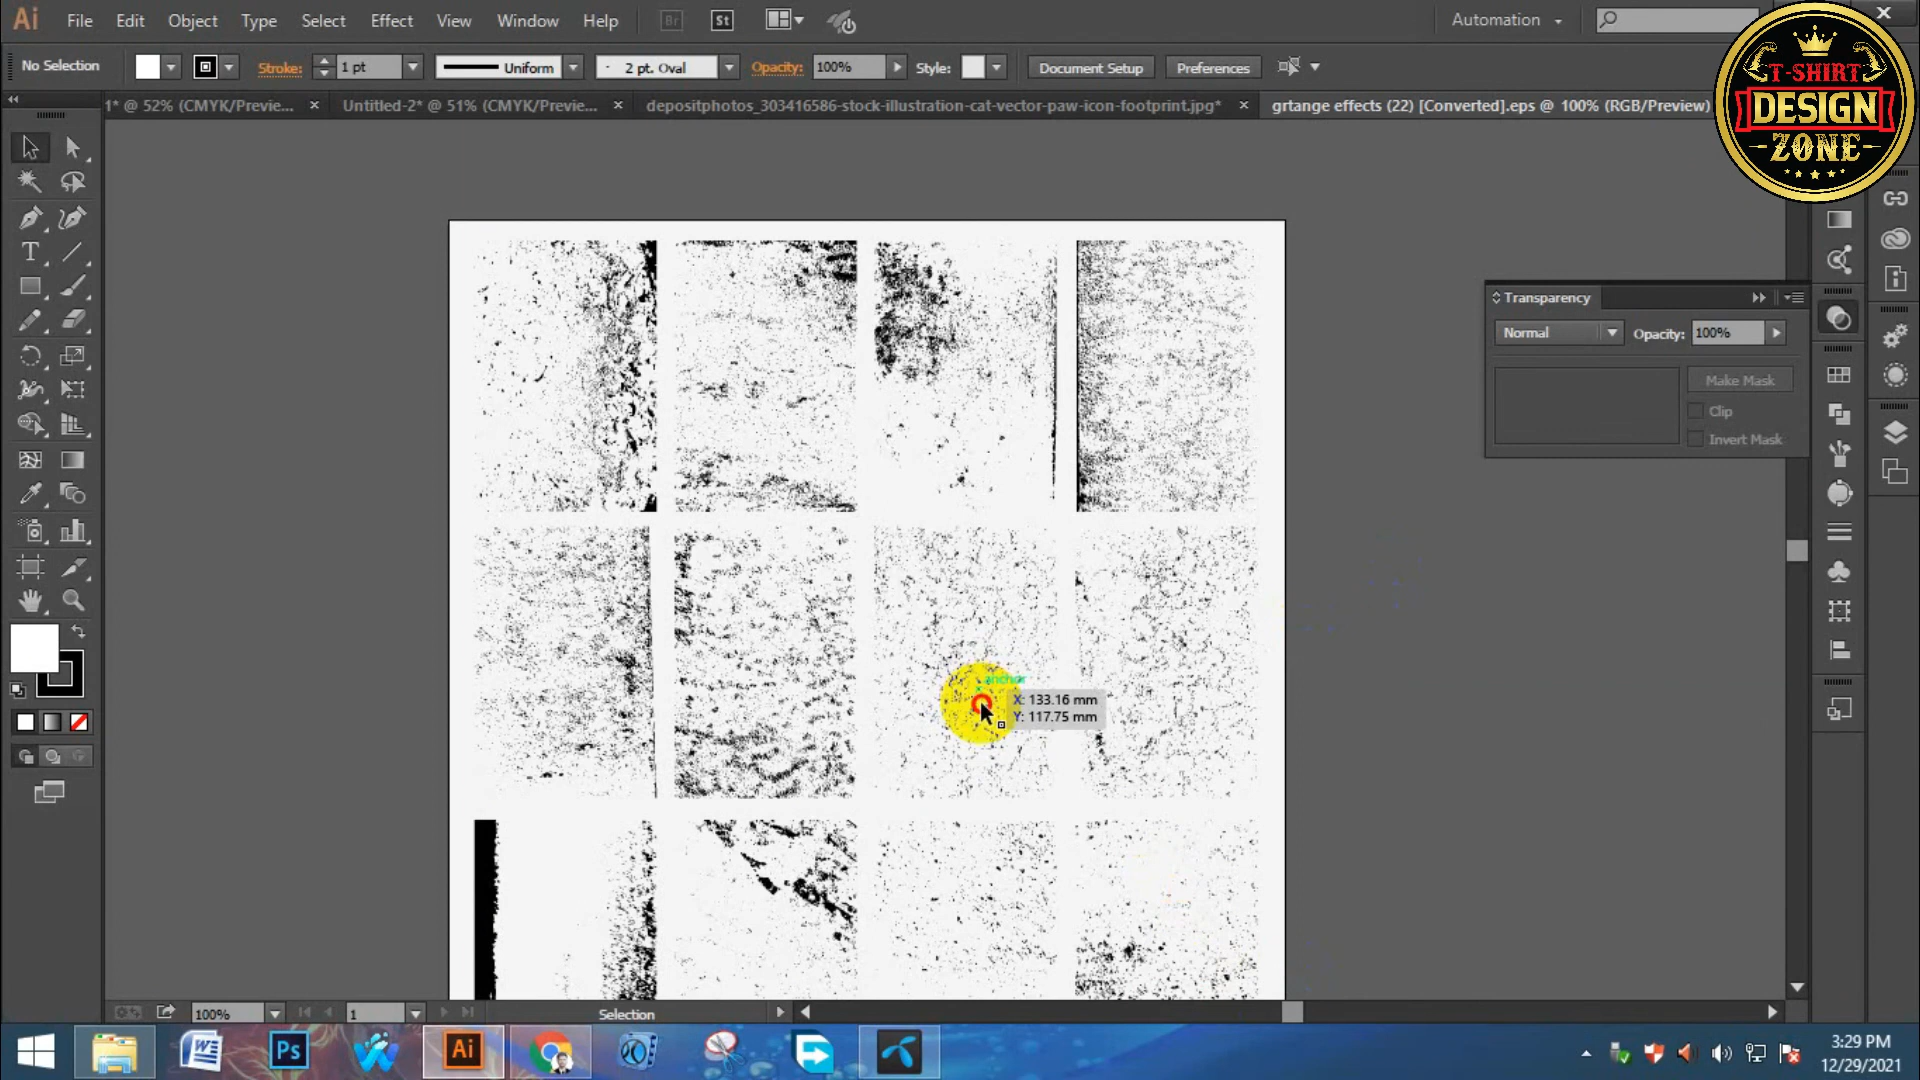 Ai File Edit Object Type Select Effect View Window Help Br St Automation
No Selection Stroke: 1 pt Uniform 2 pt. Oval Opacity: 100% Style: Document Setup Preferences
1* @ 52% (CMYK/Previe... × Untitled-2* @ 51% (CMYK/Previe... × depositphotos_303416586-stock-illustration-cat-vector-paw-icon-footprint.jpg* × grtange effects (22) [Converted].eps @ 100% (RGB/Preview)
T-SHIRT
DESIGN
ZONE
Transparency
Normal Opacity: 100%
Make Mask
Clip
Invert Mask
anchor
X: 133.16 mm
Y: 117.75 mm
100% 1 Selection
W Ps Ai
3:29 PM
12/29/2021